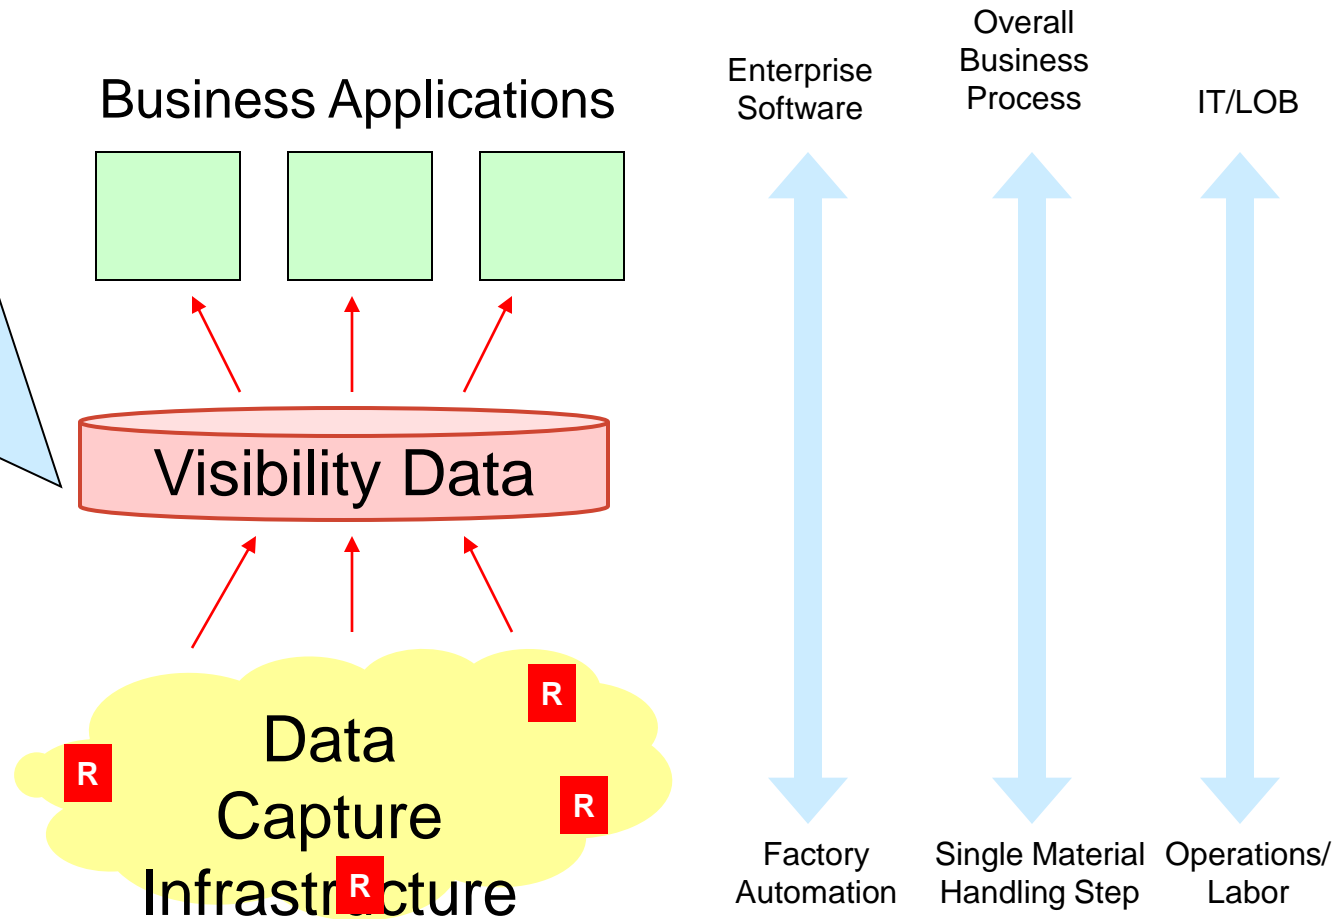 Business Applications
Enterprise
Software
Overall
Business
Process
IT/LOB
Visibility Data
R
R
R
R
Data
Capture
Infrastructure
Factory
Automation
Single Material
Handling Step
Operations/
Labor